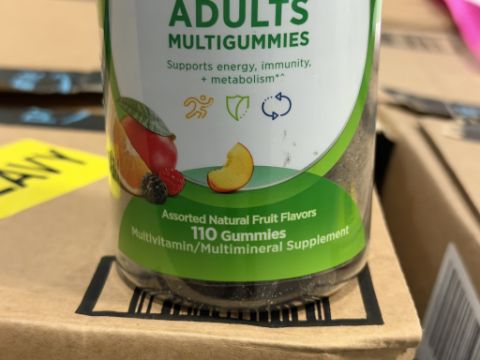 ADULTS
MULTIGUMMIES
Supports energy, immunity,
+ metabolism*^
Assorted Natural Fruit Flavors
110 Gummies
Multivitamin/Multimineral Supplement